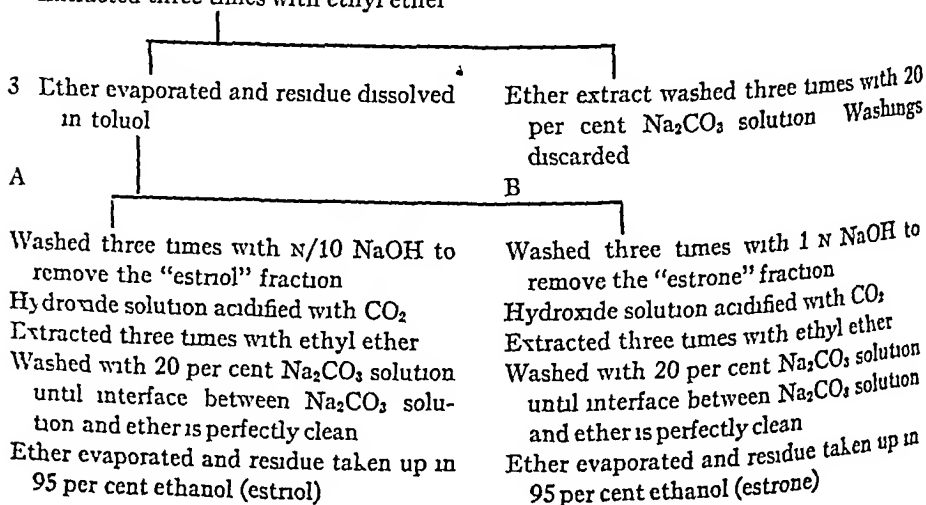 three times with ethyl ether
3 Ether evaporated and residue dissolved
in toluol
Ether extract washed three times with 20
per cent Na₂CO₃ solution Washings
discarded
A
B
Washed three times with N/10 NaOH to
remove the “estriol” fraction
Hydroxide solution acidified with CO₂
Extracted three times with ethyl ether
Washed with 20 per cent Na₂CO₃ solution
until interface between Na₂CO₃ solu-
tion and ether is perfectly clean
Ether evaporated and residue taken up in
95 per cent ethanol (estriol)
Washed three times with 1 N NaOH to
remove the “estrone” fraction
Hydroxide solution acidified with CO₂
Extracted three times with ethyl ether
Washed with 20 per cent Na₂CO₃ solution
until interface between Na₂CO₃ solution
and ether is perfectly clean
Ether evaporated and residue taken up in
95 per cent ethanol (estrone)